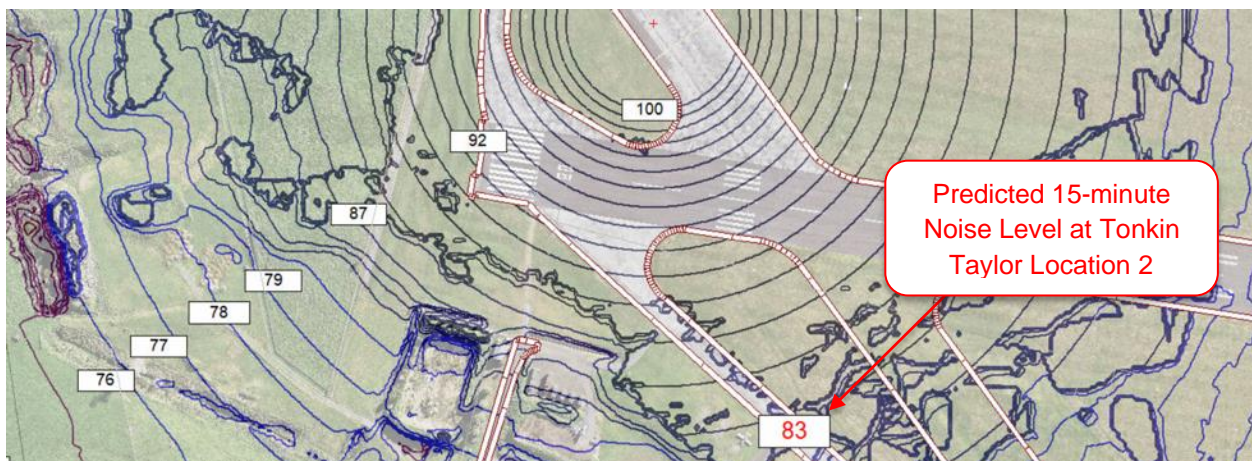 100
92
Predicted 15-minute
Noise Level at Tonkin
Taylor Location 2
87
79
78
77
76
83